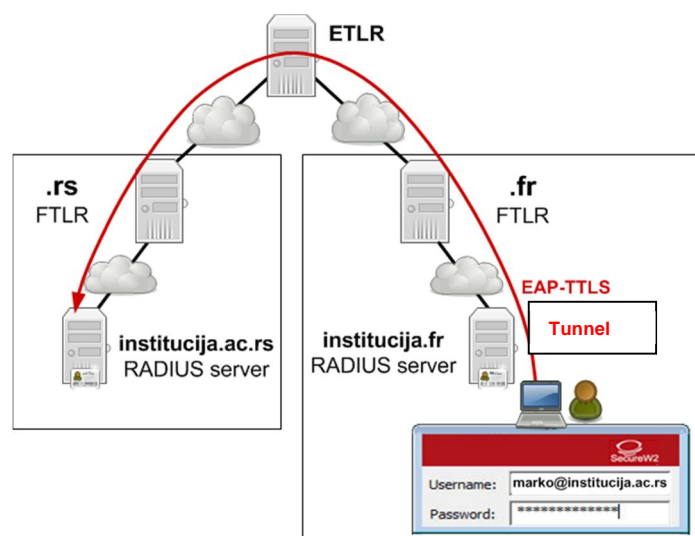 ETLR
.rs
FTLR
.fr
FTLR
EAP-TTLS
Tunnel
institucija.ac.rs
RADIUS server
institucija.fr
RADIUS server
SecureW2
Username: marko@institucija.ac.rs
Password: *************